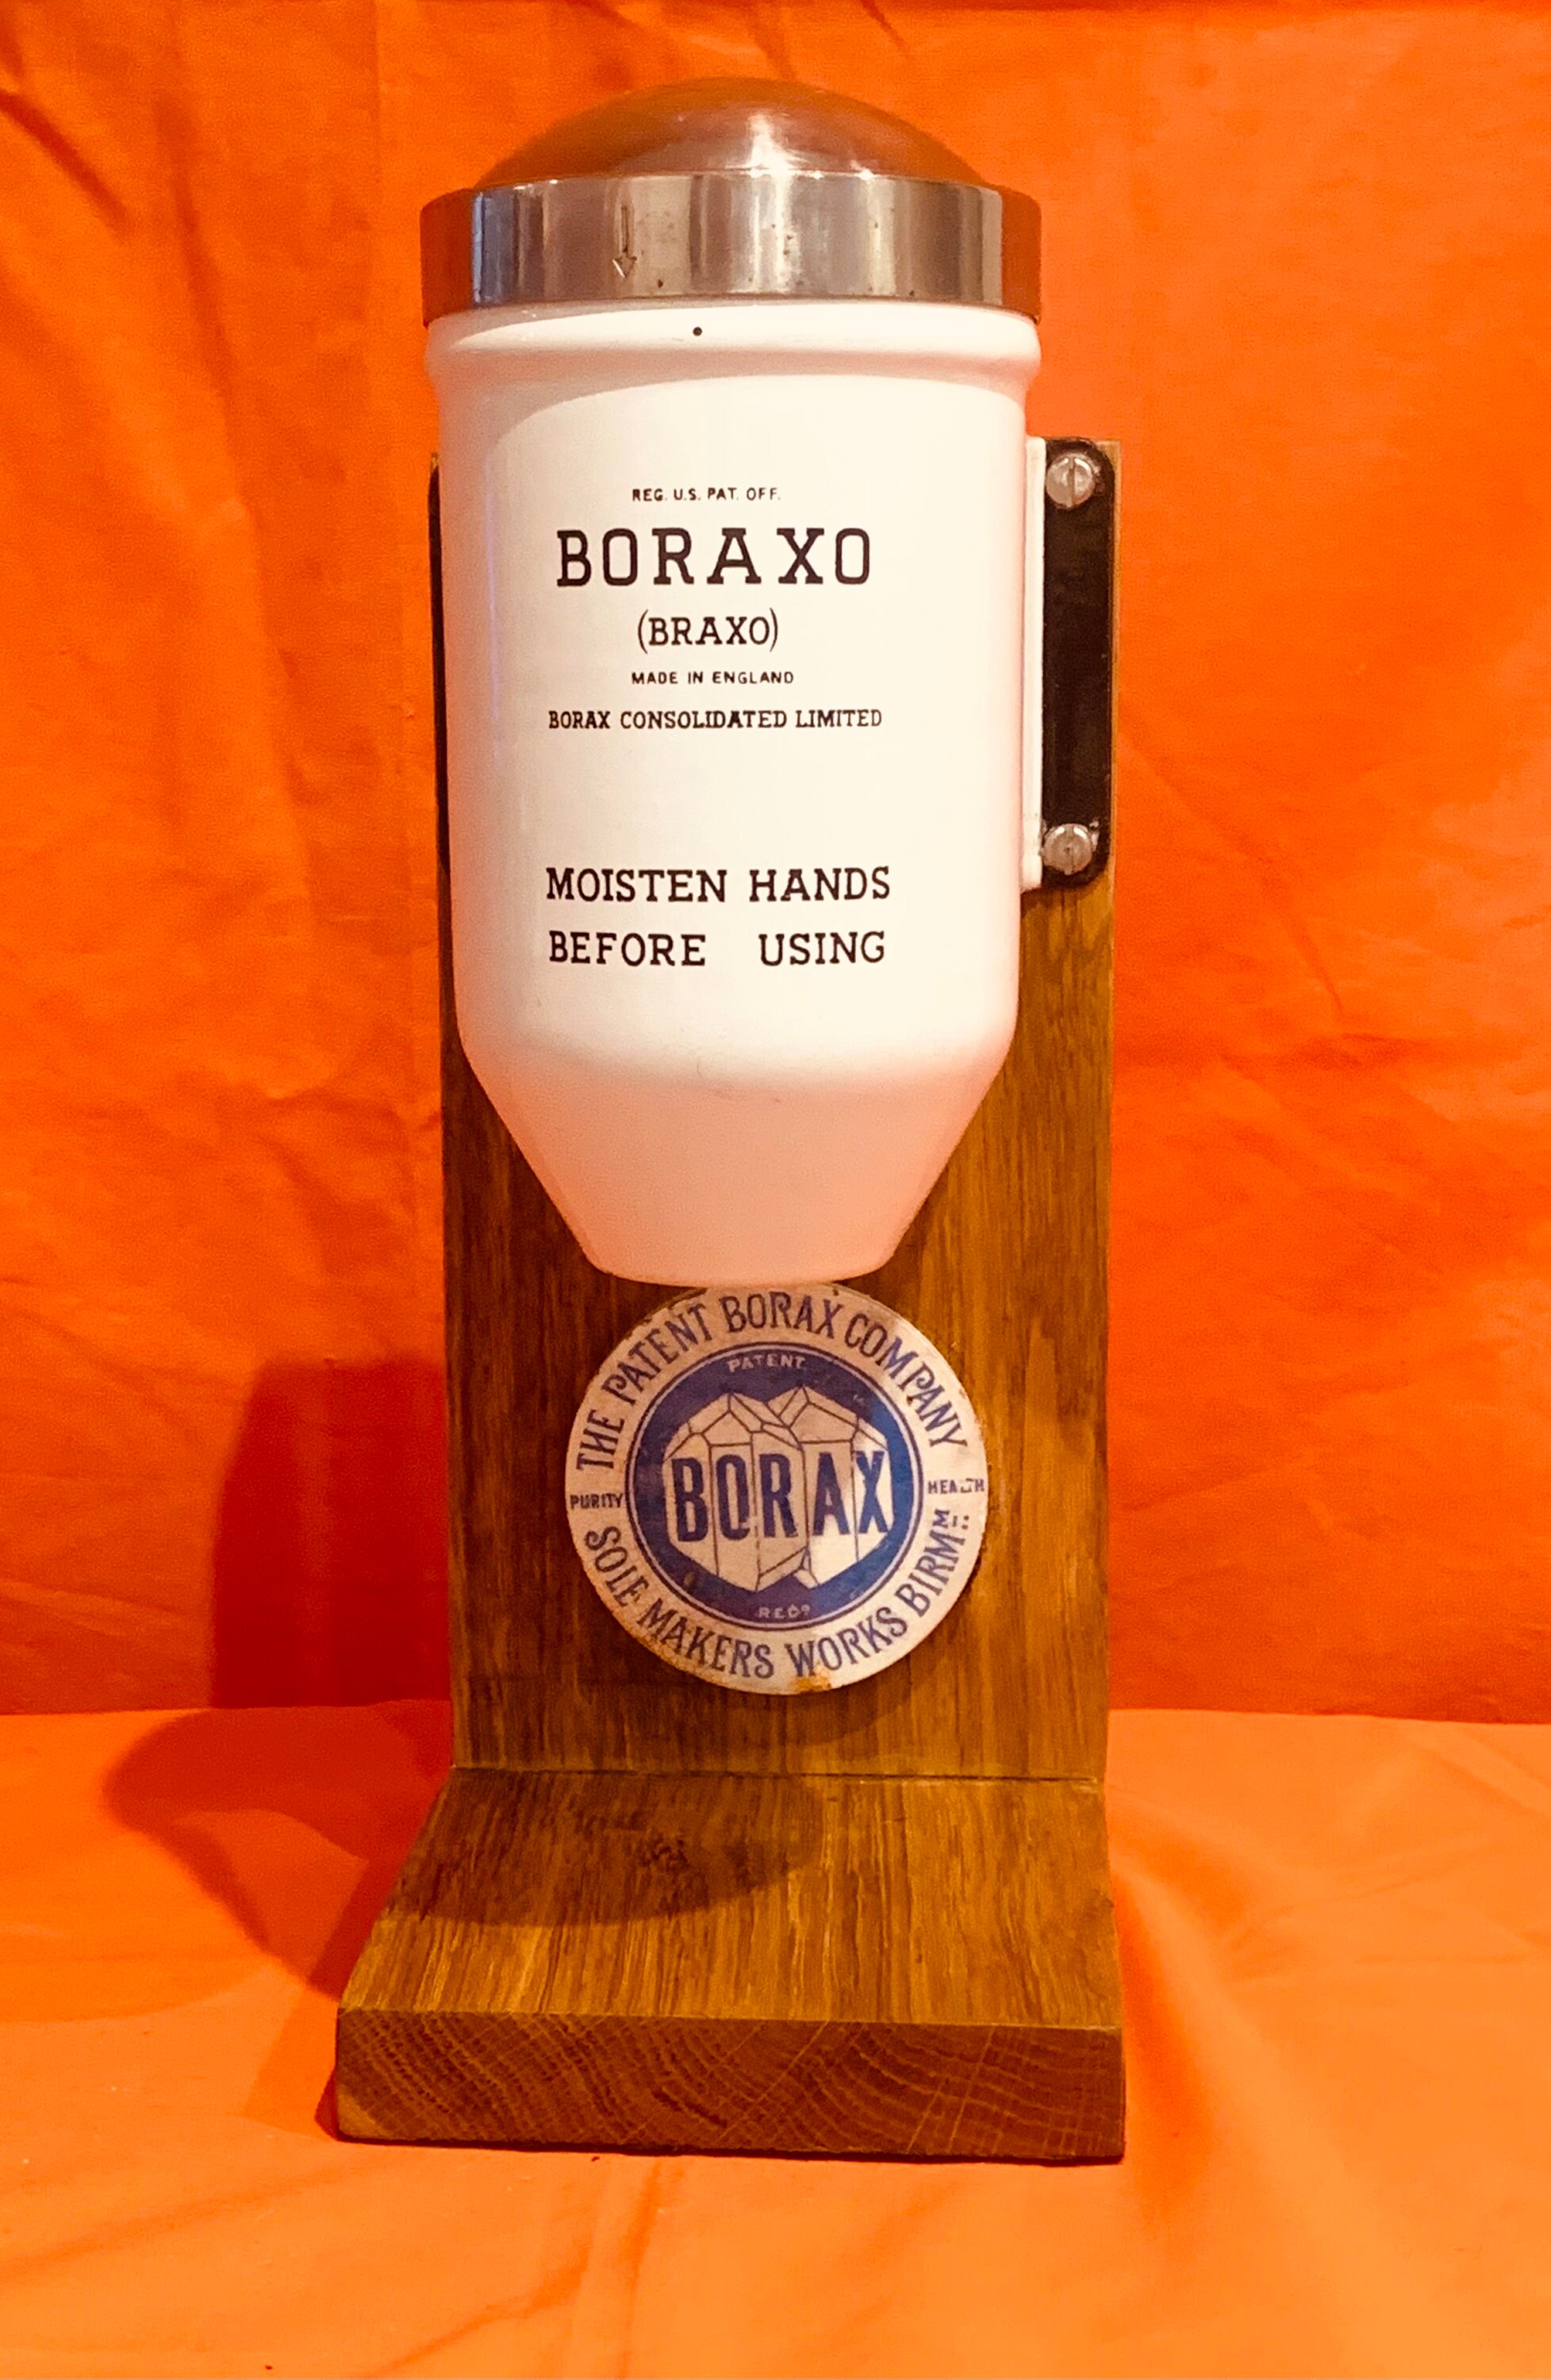 REG. U.S. PAT. OFF.
BORAXO
(BRAXO)
MADE IN ENGLAND
BORAX CONSOLIDATED LIMITED
MOISTEN HANDS
BEFORE USING
THE PATENT BORAX COMPANY
PATENT
BORAX
PURITY
HEALTH
REGD
SOLE MAKERS WORKS BIRMM: